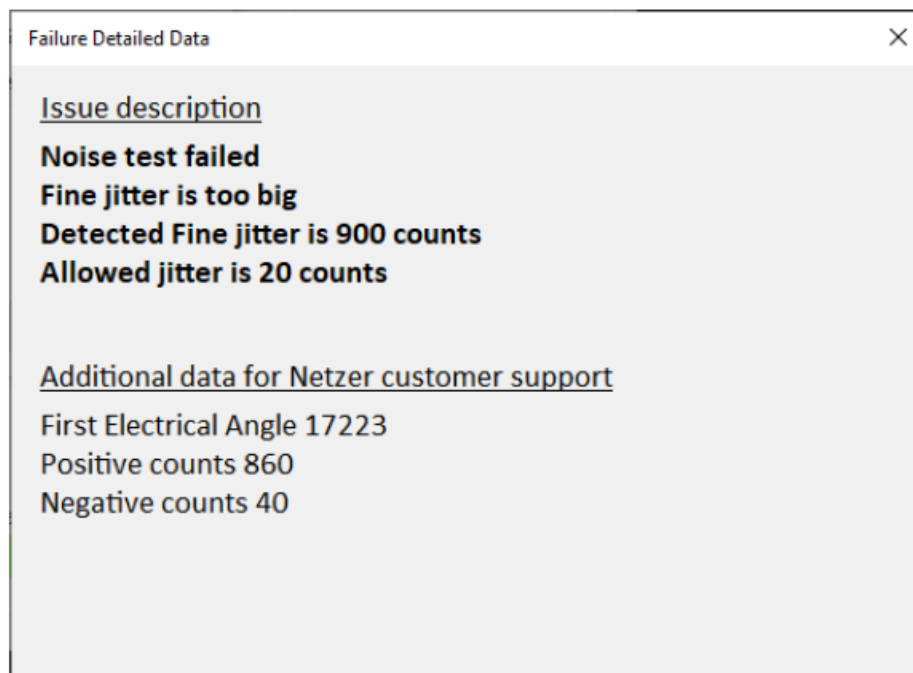 Failure Detailed Data
Issue description
Noise test failed
Fine jitter is too big
Detected Fine jitter is 900 counts
Allowed jitter is 20 counts
Additional data for Netzer customer support
First Electrical Angle 17223
Positive counts 860
Negative counts 40